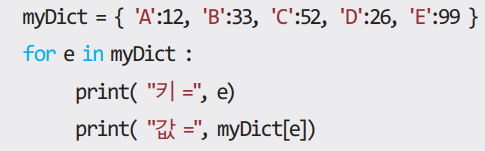 myDict = { 'A':12, 'B':33, 'C':52, 'D':26, 'E':99 }
for e in myDict :
print( "키 =", e)
print( "값 =", myDict[e])